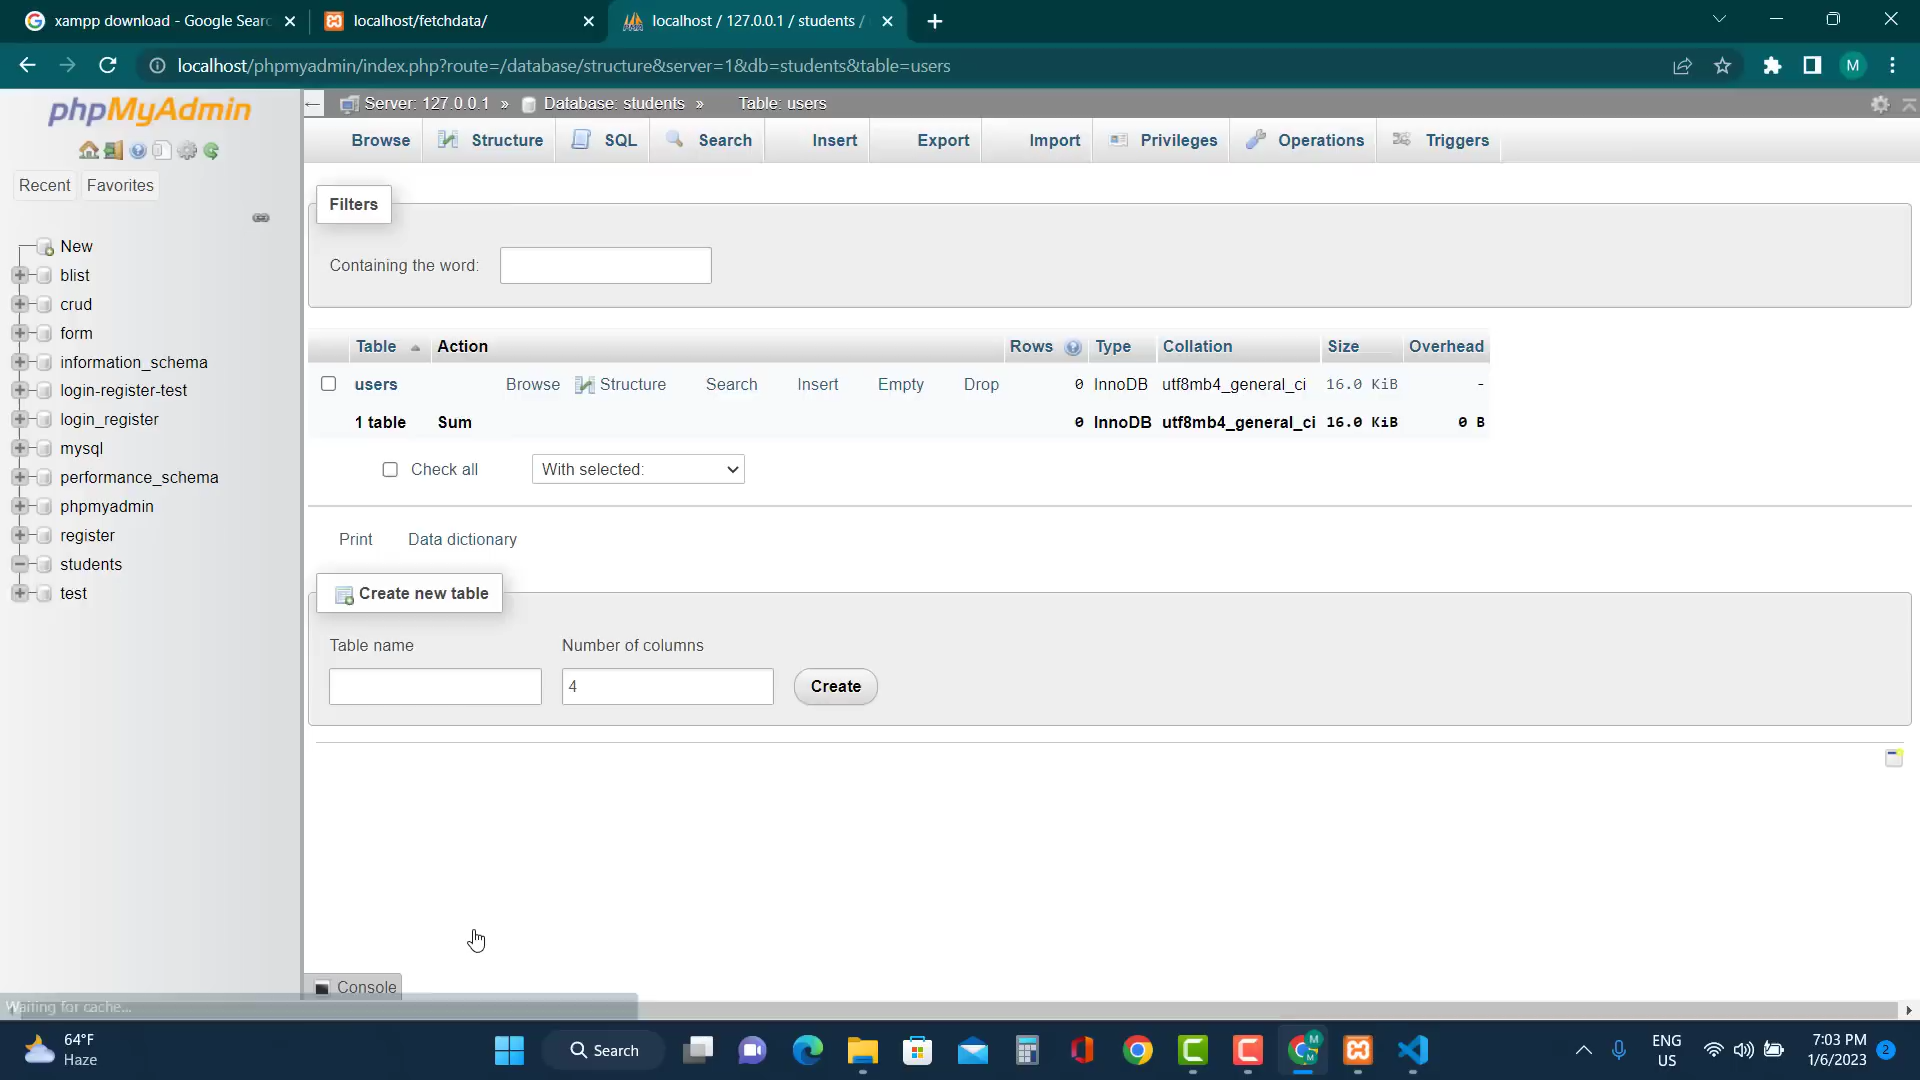 xampp download - Google Searc
localhost/fetchdata/
localhost / 127.0.0.1 / students /
localhost/phpmyadmin/index.php?route=/database/structure&server=1&db=students&table=users
M
phpMyAdmin
Server: 127.0.0.1 » Database: students » Table: users
Browse Structure SQL Search Insert Export Import Privileges Operations Triggers
Recent Favorites
New
blist
crud
form
information_schema
login-register-test
login_register
mysql
performance_schema
phpmyadmin
register
students
test
Filters
Containing the word:
Table Action Rows Type Collation Size Overhead
users Browse Structure Search Insert Empty Drop 0 InnoDB utf8mb4_general_ci 16.0 KiB -
1 table Sum 0 InnoDB utf8mb4_general_ci 16.0 KiB 0 B
Check all With selected:
Print Data dictionary
Create new table
Table name Number of columns
4 Create
Console
Waiting for cache...
64°F
Haze
Search
ENG
US
7:03 PM
1/6/2023
2